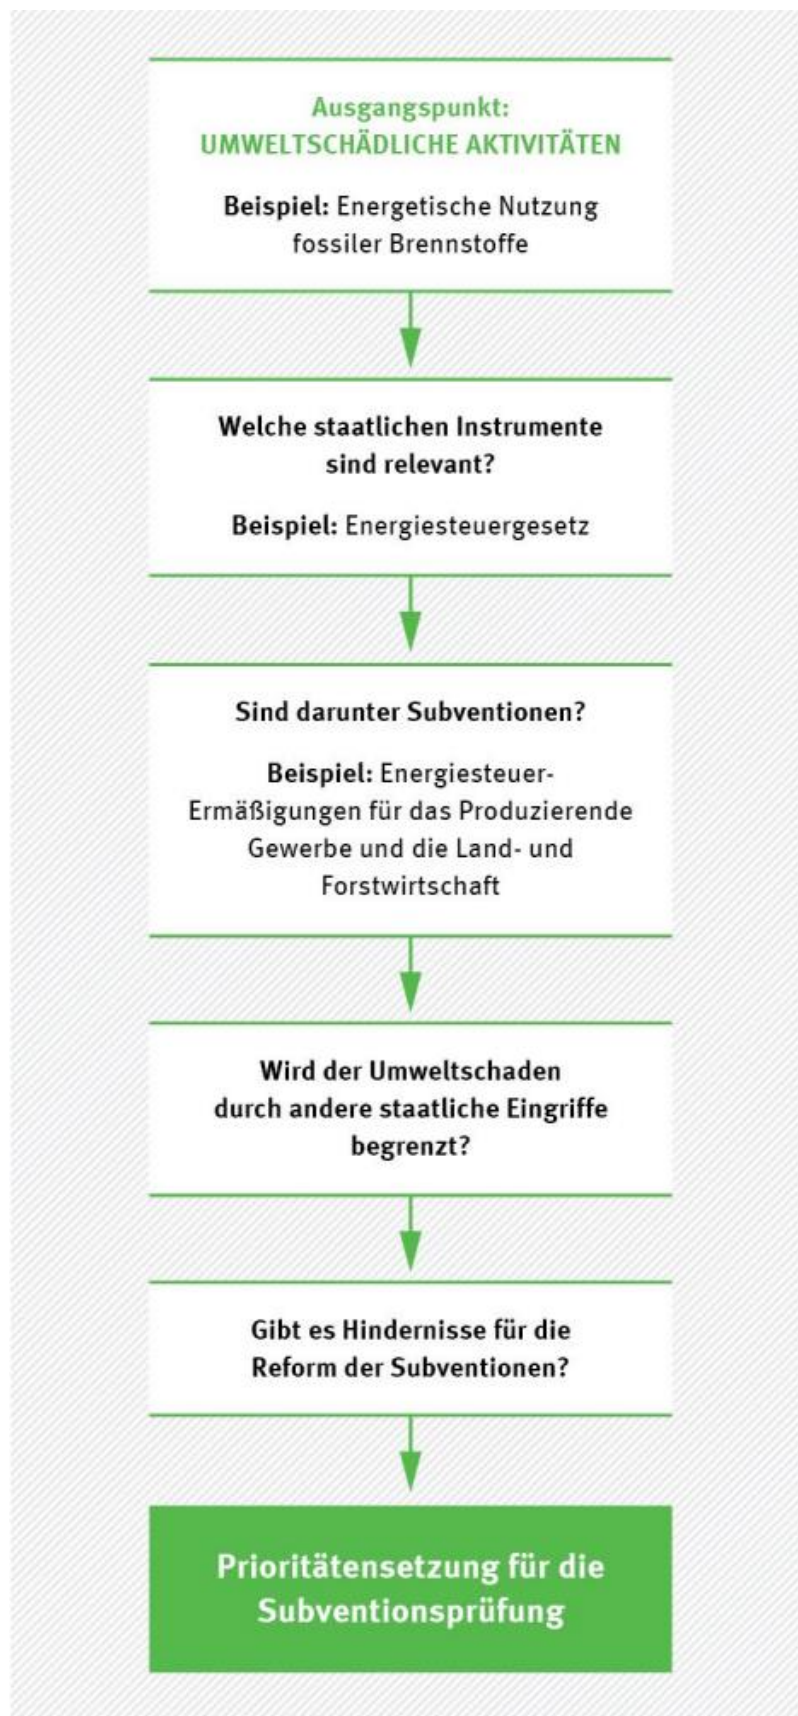 Ausgangspunkt:
UMWELTSCHÄDLICHE AKTIVITÄTEN
Beispiel: Energetische Nutzung
fossiler Brennstoffe
Welche staatlichen Instrumente
sind relevant?
Beispiel: Energiesteuergesetz
Sind darunter Subventionen?
Beispiel: Energiesteuer-
Ermäßigungen für das Produzierende
Gewerbe und die Land- und
Forstwirtschaft
Wird der Umweltschaden
durch andere staatliche Eingriffe
begrenzt?
Gibt es Hindernisse für die
Reform der Subventionen?
Prioritätensetzung für die
Subventionsprüfung